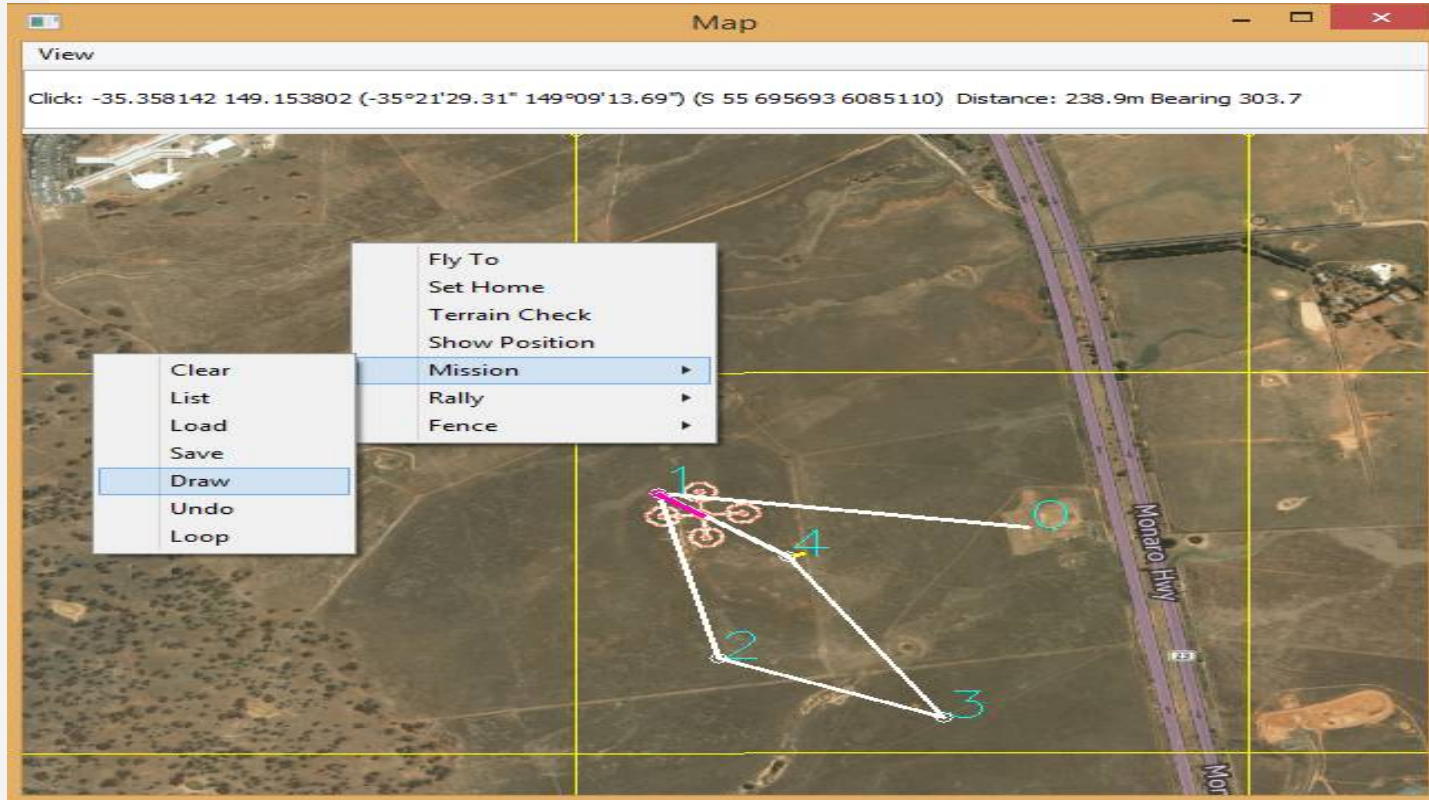 Map
View
Click: -35.358142 149.153802 (-35°21'29.31" 149°09'13.69") (S 55 695693 6085110) Distance: 238.9m Bearing 303.7
Fly To
Set Home
Terrain Check
Show Position
Mission
Rally
Fence
Clear
List
Load
Save
Draw
Undo
Loop
1
0
4
2
3
Monaro Hwy
23
Mon